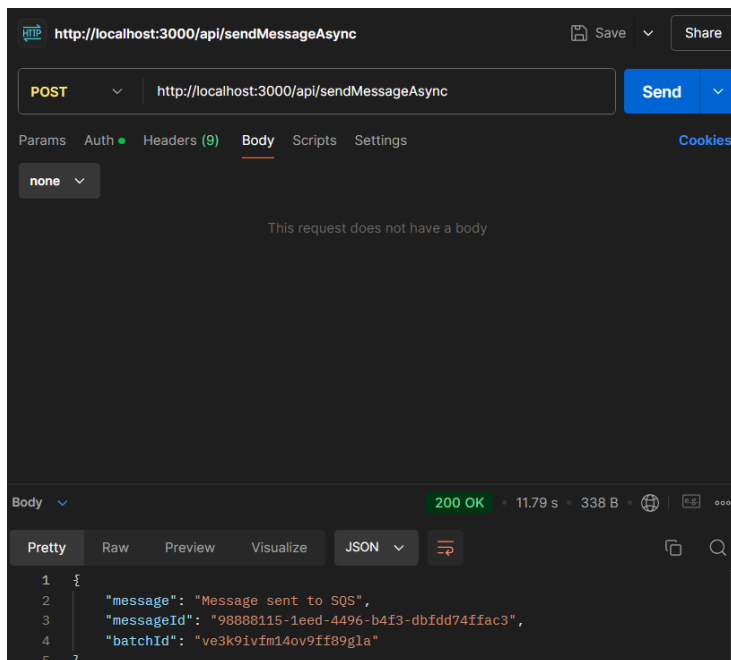 HTTP http://localhost:3000/api/sendMessageAsync Save Share
POST http://localhost:3000/api/sendMessageAsync Send
Params Auth Headers (9) Body Scripts Settings Cookies
none
This request does not have a body
Body 200 OK 11.79 s 338 B e.g.
Pretty Raw Preview Visualize JSON
1 {
2 "message": "Message sent to SQS",
3 "messageId": "98888115-1eed-4496-b4f3-dbfdd74ffac3",
4 "batchId": "ve3k9ivfm14ov9ff89gla"
5 }